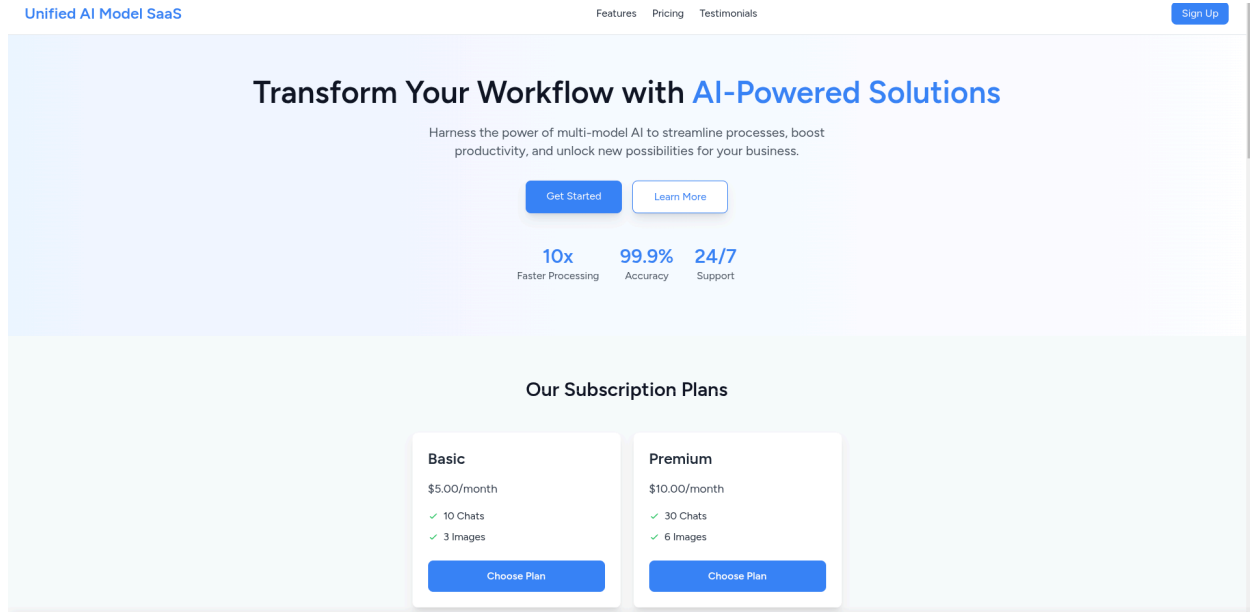 Unified AI Model SaaS
Features Pricing Testimonials
Sign Up
Transform Your Workflow with AI-Powered Solutions
Harness the power of multi-model AI to streamline processes, boost
productivity, and unlock new possibilities for your business.
Get Started
Learn More
10x
Faster Processing
99.9%
Accuracy
24/7
Support
Our Subscription Plans
Basic
$5.00/month
10 Chats
3 Images
Choose Plan
Premium
$10.00/month
30 Chats
6 Images
Choose Plan